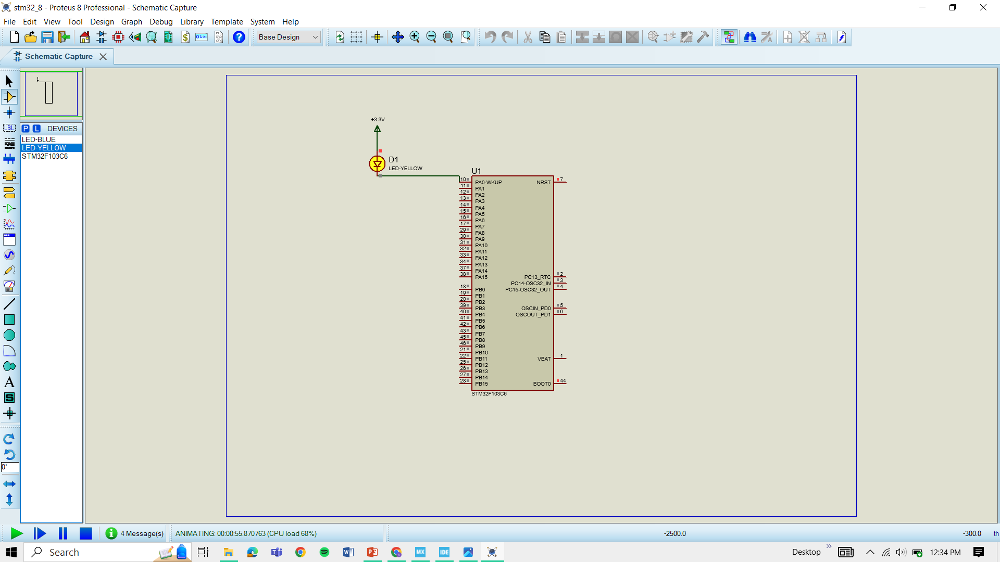 stm32_8 - Proteus 8 Professional - Schematic Capture
File Edit View Tool Design Graph Debug Library Template System Help
Base Design
Schematic Capture
P L DEVICES
LED-BLUE
LED-YELLOW
STM32F103C6
LBL
A
S
0°
+3.3V
D1
LED-YELLOW
U1
10 PA0-WKUP NRST 7
11 PA1
12 PA2
13 PA3
14 PA4
15 PA5
16 PA6
17 PA7
29 PA8
30 PA9
31 PA10
32 PA11
33 PA12
34 PA13
37 PA14
38 PA15 PC13_RTC 2
PC14-OSC32_IN 3
18 PB0 PC15-OSC32_OUT 4
19 PB1
20 PB2
39 PB3 OSCIN_PD0 5
40 PB4 OSCOUT_PD1 6
41 PB5
42 PB6
43 PB7
45 PB8
46 PB9
21 PB10
22 PB11 VBAT 1
25 PB12
26 PB13
27 PB14
28 PB15 BOOT0 44
STM32F103C6
4 Message(s) ANIMATING: 00:00:55.870763 (CPU load 68%) -2500.0 -300.0 th
Search MX IDE Desktop 12:34 PM